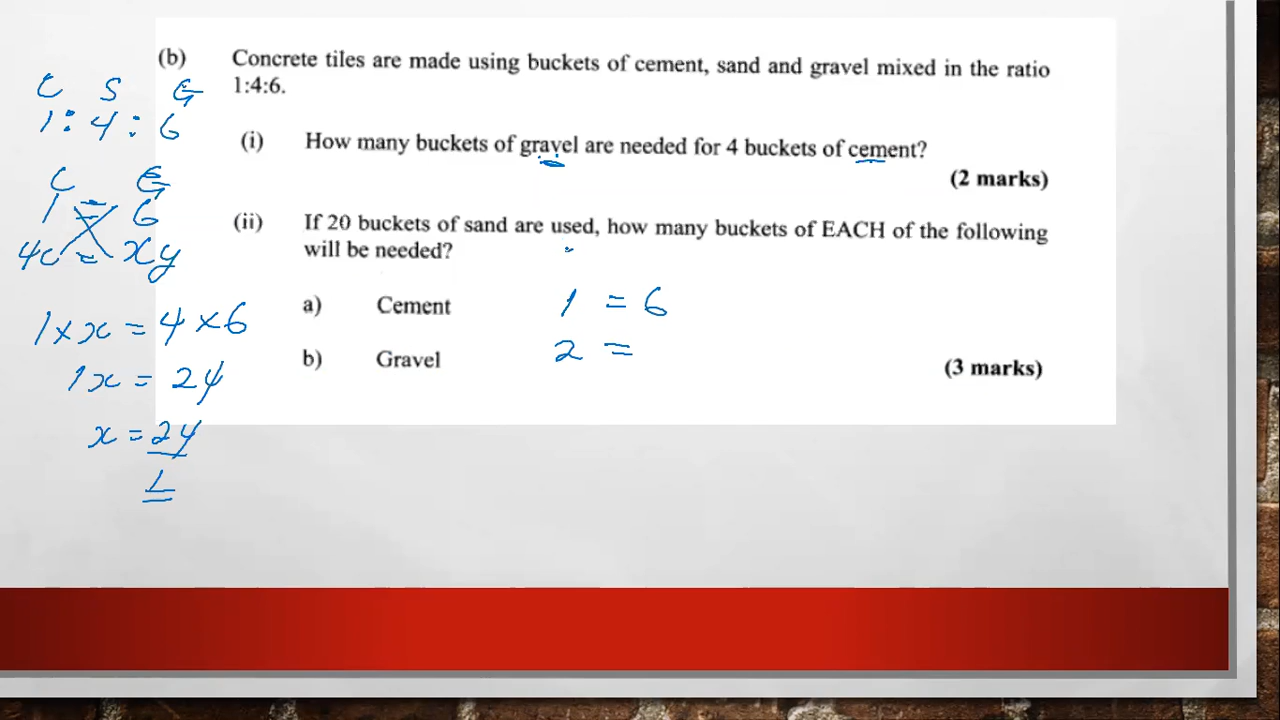 (b) Concrete tiles are made using buckets of cement, sand and gravel mixed in the ratio
1:4:6.
(i) How many buckets of gravel are needed for 4 buckets of cement?
(2 marks)
(ii) If 20 buckets of sand are used, how many buckets of EACH of the following
will be needed?
a) Cement
b) Gravel
(3 marks)
C S G
1 : 4 : 6
C G
1 = 6
4c = xg
1 × x = 4 × 6
1x = 24
x = 24
1
1 = 6
2 =